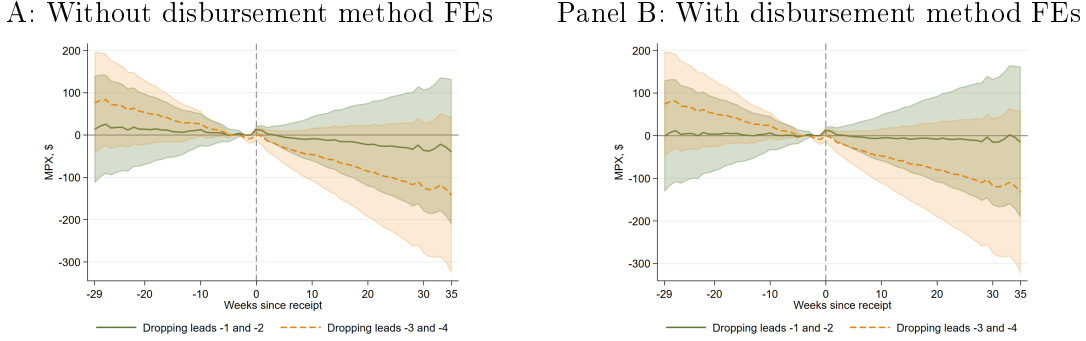 A: Without disbursement method FEs
200
100
0
-100
-200
-300
MPX, $
-29 -20 -10 0 10 20 30 35
Weeks since receipt
Dropping leads -1 and -2 Dropping leads -3 and -4
Panel B: With disbursement method FEs
200
100
0
-100
-200
-300
MPX, $
-29 -20 -10 0 10 20 30 35
Weeks since receipt
Dropping leads -1 and -2 Dropping leads -3 and -4